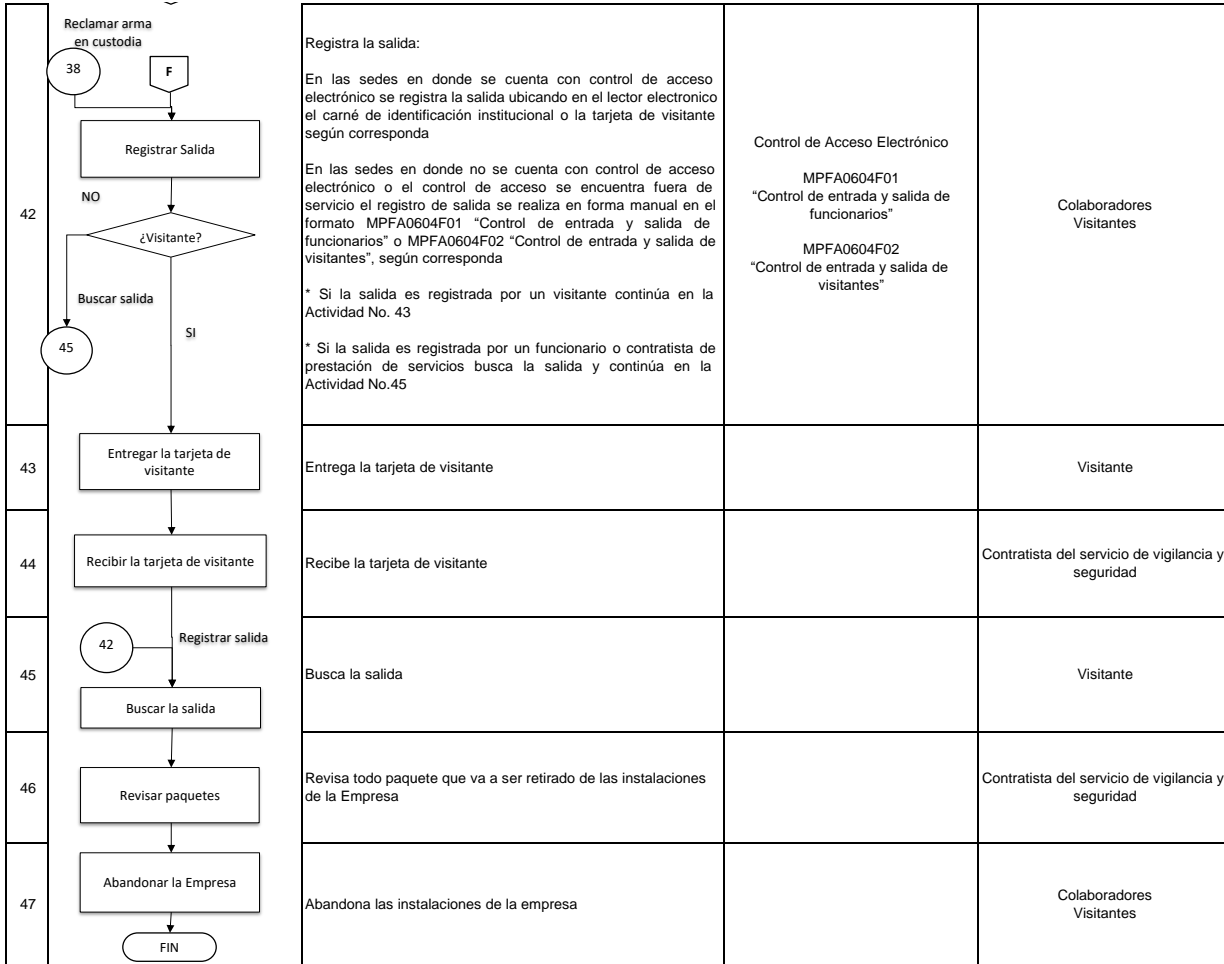 Reclamar arma
en custodia
38
F
Registrar Salida
NO
¿Visitante?
Buscar salida
SI
45
42
Registra la salida:
En las sedes en donde se cuenta con control de acceso
electrónico se registra la salida ubicando en el lector electronico
el carné de identificación institucional o la tarjeta de visitante
según corresponda
En las sedes en donde no se cuenta con control de acceso
electrónico o el control de acceso se encuentra fuera de
servicio el registro de salida se realiza en forma manual en el
formato MPFA0604F01 “Control de entrada y salida de
funcionarios” o MPFA0604F02 “Control de entrada y salida de
visitantes”, según corresponda
* Si la salida es registrada por un visitante continúa en la
Actividad No. 43
* Si la salida es registrada por un funcionario o contratista de
prestación de servicios busca la salida y continúa en la
Actividad No.45
Control de Acceso Electrónico
MPFA0604F01
“Control de entrada y salida de
funcionarios”
MPFA0604F02
“Control de entrada y salida de
visitantes”
Colaboradores
Visitantes
43
Entregar la tarjeta de
visitante
Entrega la tarjeta de visitante
Visitante
44
Recibir la tarjeta de visitante
Recibe la tarjeta de visitante
Contratista del servicio de vigilancia y
seguridad
45
42
Registrar salida
Buscar la salida
Busca la salida
Visitante
46
Revisar paquetes
Revisa todo paquete que va a ser retirado de las instalaciones
de la Empresa
Contratista del servicio de vigilancia y
seguridad
47
Abandonar la Empresa
FIN
Abandona las instalaciones de la empresa
Colaboradores
Visitantes